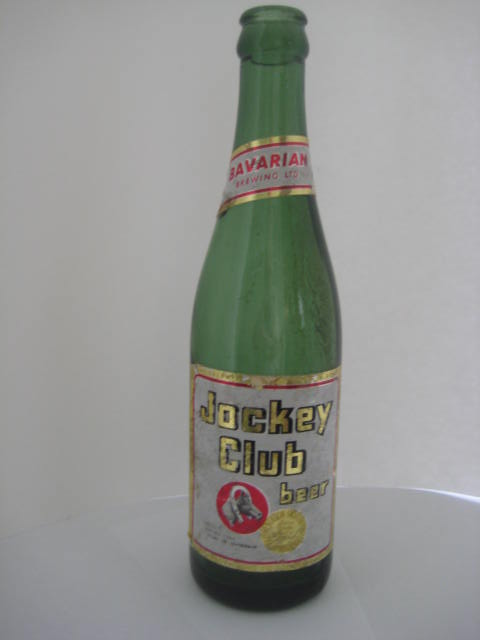 BAVARIAN
BREWING LTD
Jockey
Club
beer